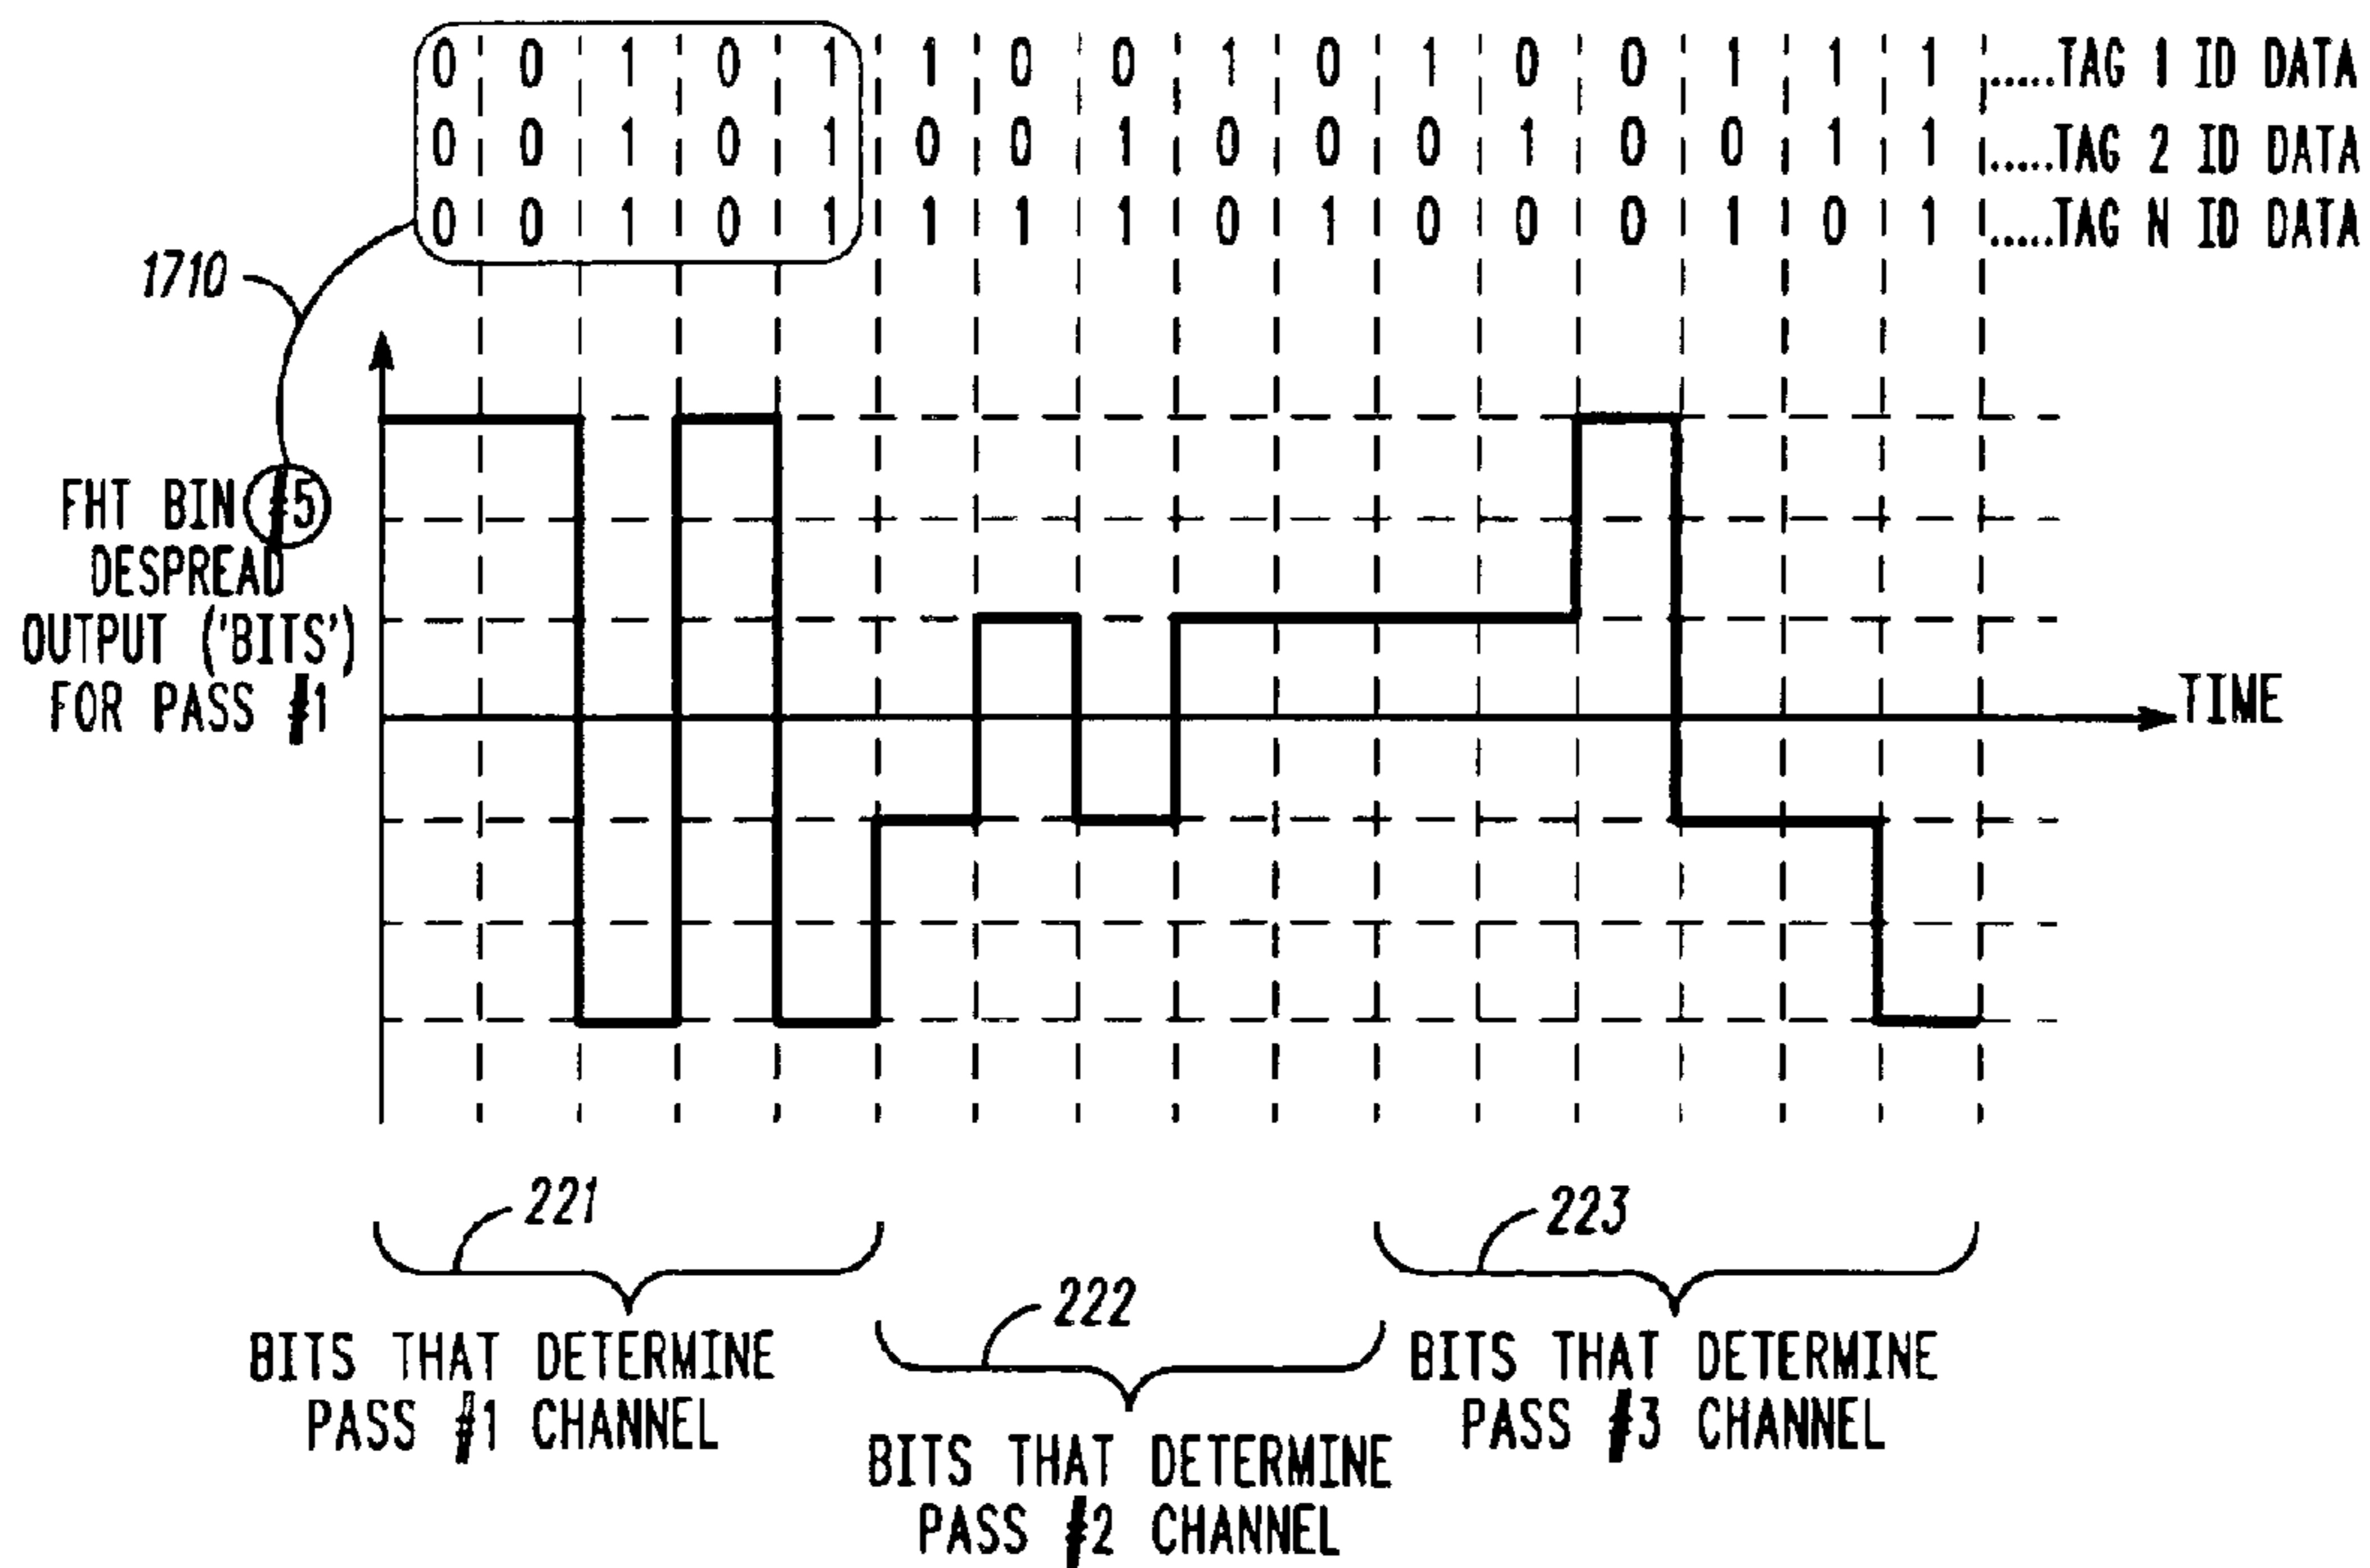 0 0 1 0 1 1 0 0 1 0 1 0 0 1 1 1 .....TAG 1 ID DATA
0 0 1 0 1 0 0 1 0 0 0 1 0 0 1 1 .....TAG 2 ID DATA
0 0 1 0 1 1 1 1 0 1 0 0 0 1 0 1 .....TAG N ID DATA
1710
FHT BIN #5
DESPREAD
OUTPUT ('BITS')
FOR PASS #1
TIME
221
BITS THAT DETERMINE
PASS #1 CHANNEL
222
BITS THAT DETERMINE
PASS #2 CHANNEL
223
BITS THAT DETERMINE
PASS #3 CHANNEL